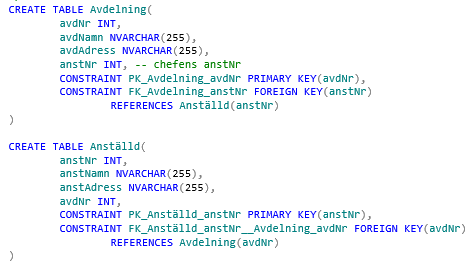 CREATE TABLE Avdelning(
avdNr INT,
avdNamn NVARCHAR(255),
avdAdress NVARCHAR(255),
anstNr INT, -- chefens anstNr
CONSTRAINT PK_Avdelning_avdNr PRIMARY KEY(avdNr),
CONSTRAINT FK_Avdelning_anstNr FOREIGN KEY(anstNr)
REFERENCES Anställd(anstNr)
)
CREATE TABLE Anställd(
anstNr INT,
anstNamn NVARCHAR(255),
anstAdress NVARCHAR(255),
avdNr INT,
CONSTRAINT PK_Anställd_anstNr PRIMARY KEY(anstNr),
CONSTRAINT FK_Anställd_anstNr__Avdelning_avdNr FOREIGN KEY(avdNr)
REFERENCES Avdelning(avdNr)
)